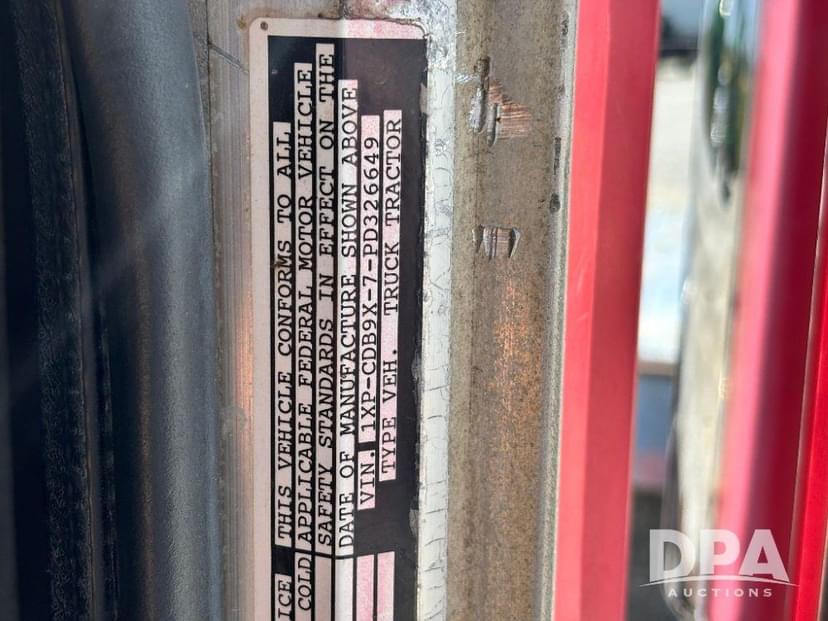 ICE THIS VEHICLE CONFORMS TO ALL
COLD APPLICABLE FEDERAL MOTOR VEHICLE
SAFETY STANDARDS IN EFFECT ON THE
DATE OF MANUFACTURE SHOWN ABOVE
VIN. 1XP-CDB9X-7-PD326649
TYPE VEH. TRUCK TRACTOR
DPA
AUCTIONS